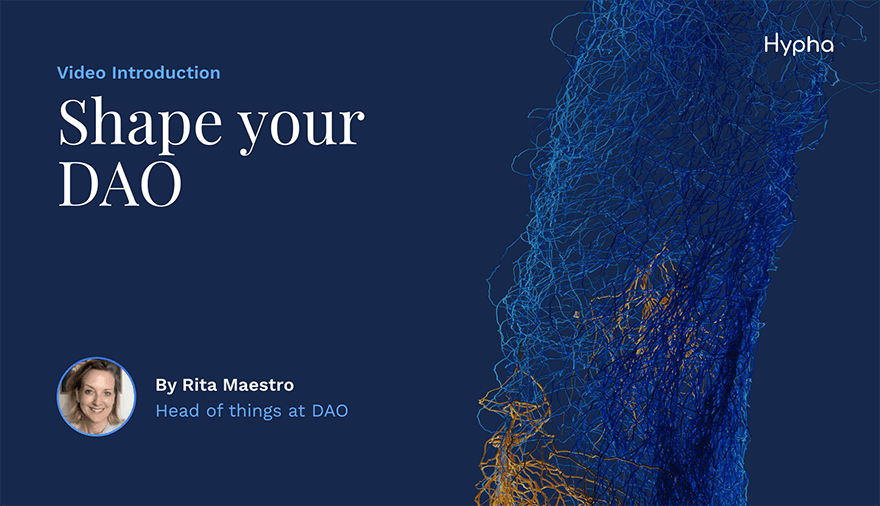 Hypha
Video Introduction
Shape your
DAO
By Rita Maestro
Head of things at DAO